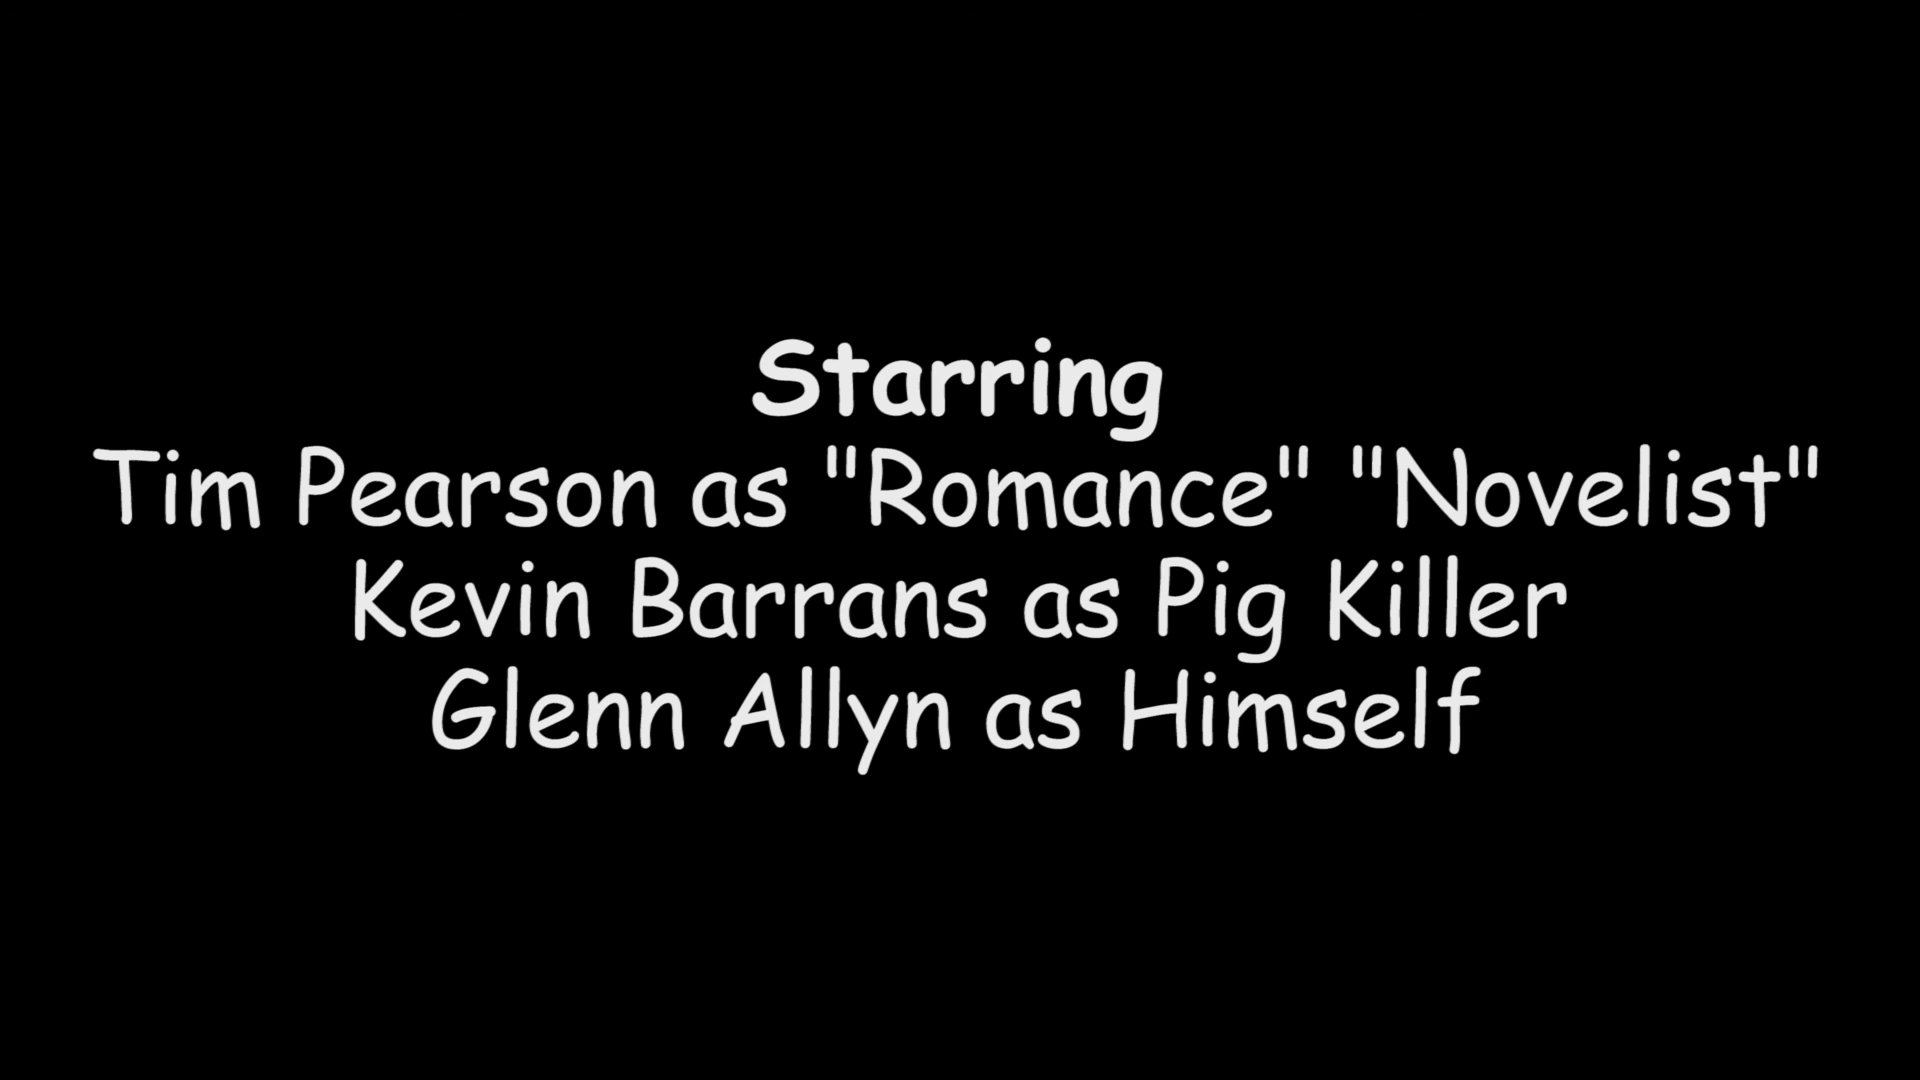 Starring
Tim Pearson as "Romance" "Novelist"
Kevin Barrans as Pig Killer
Glenn Allyn as Himself